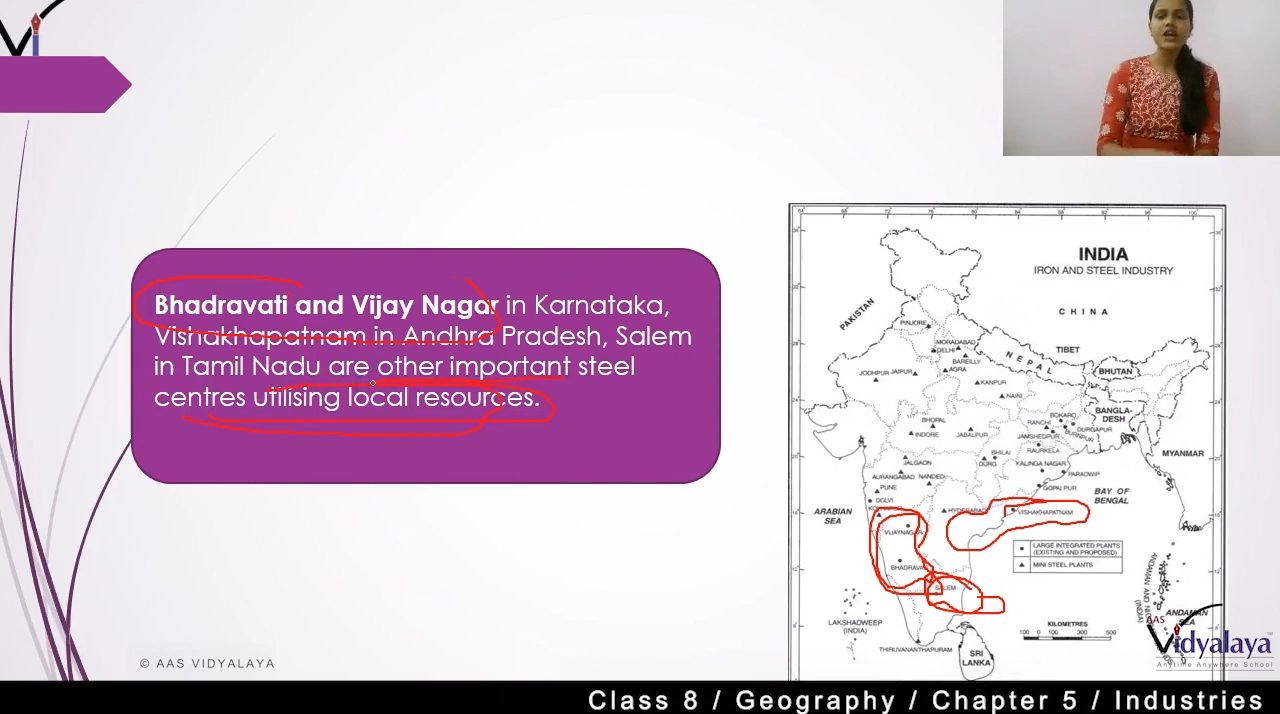 Bhadravati and Vijay Nagar in Karnataka,
Vishakhapatnam in Andhra Pradesh, Salem
in Tamil Nadu are other important steel
centres utilising local resources.
© AAS VIDYALAYA
INDIA
IRON AND STEEL INDUSTRY
PAKISTAN
CHINA
TIBET
NEPAL
BHUTAN
BANGLA-
DESH
MYANMAR
PINJORE
MORADABAD
DELHI
BAREILLY
JODHPUR
JAIPUR
AGRA
KANPUR
NAINI
BHOPAL
INDORE
JABALPUR
RANCHI
BOKARO
DURGAPUR
JAMSHEDPUR
BURNPUR
RAURKELA
BHILAI
DURG
KALINGA NAGAR
PARADWIP
GOPALPUR
JALGAON
AURANGABAD
NANDED
PUNE
DOLVI
HYDERABAD
VISHAKHAPATNAM
BAY OF
BENGAL
ARABIAN
SEA
VIJAYNAGAR
SALEM
LARGE INTEGRATED PLANTS
(EXISTING AND PROPOSED)
MINI STEEL PLANTS
LAKSHADWEEP
(INDIA)
THIRUVANANTHAPURAM
SRI
LANKA
KILOMETRES
100 0 100 300 500
ANDAMAN
SEA
AAS
Vidyalaya
Anytime Anywhere School
Class 8 / Geography / Chapter 5 / Industries